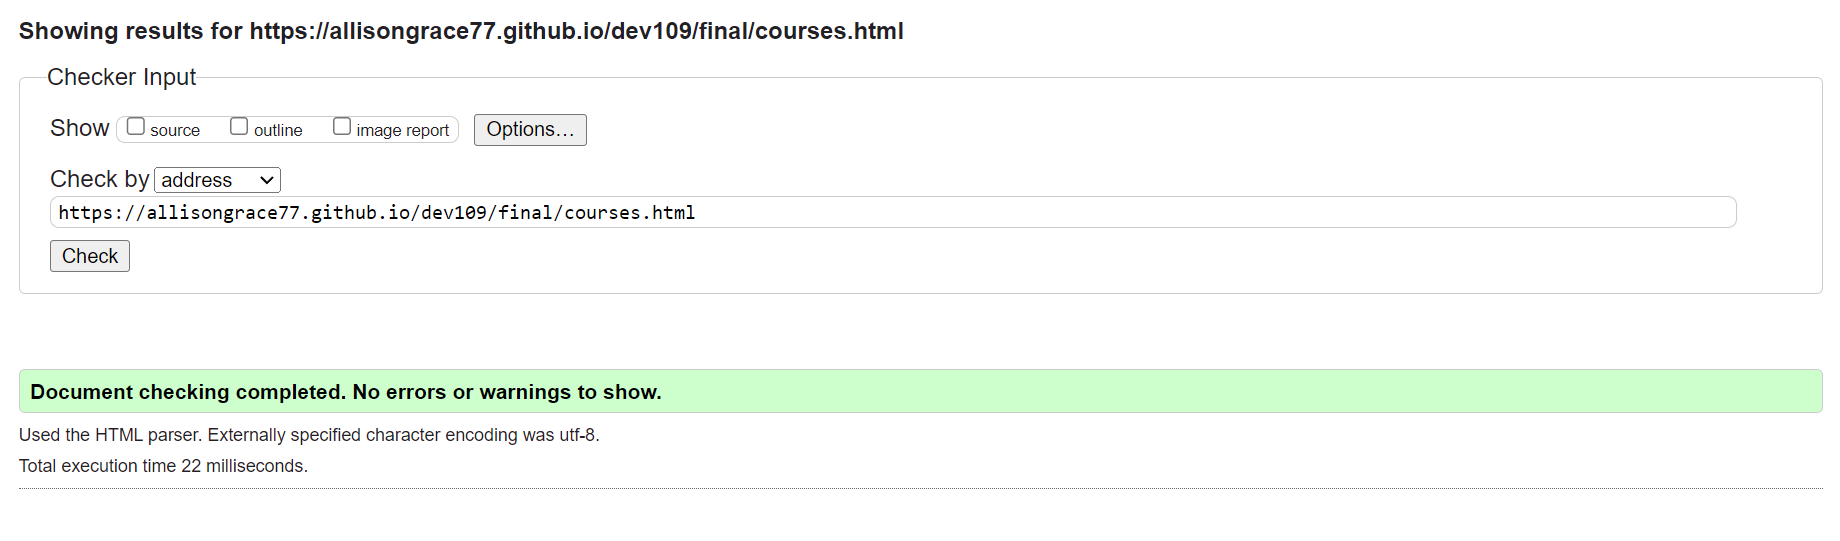 Showing results for https://allisongrace77.github.io/dev109/final/courses.html
Checker Input
Show source outline image report Options...
Check by address
https://allisongrace77.github.io/dev109/final/courses.html
Check
Document checking completed. No errors or warnings to show.
Used the HTML parser. Externally specified character encoding was utf-8.
Total execution time 22 milliseconds.